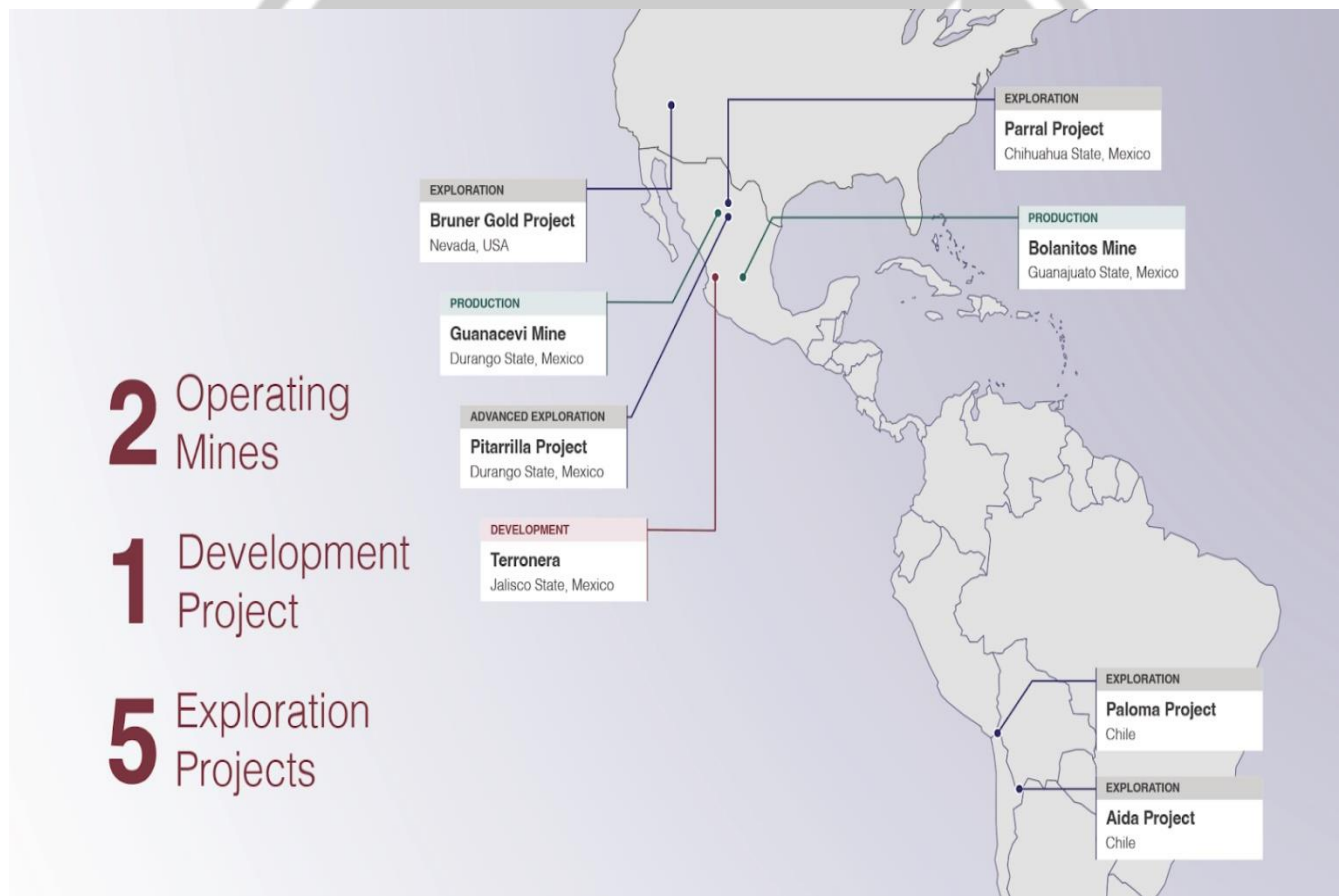 EXPLORATION
Parral Project
Chihuahua State, Mexico
EXPLORATION
Bruner Gold Project
Nevada, USA
PRODUCTION
Bolanitos Mine
Guanajuato State, Mexico
PRODUCTION
Guanacevi Mine
Durango State, Mexico
ADVANCED EXPLORATION
Pitarrilla Project
Durango State, Mexico
DEVELOPMENT
Terronera
Jalisco State, Mexico
2 Operating
Mines
1 Development
Project
5 Exploration
Projects
EXPLORATION
Paloma Project
Chile
EXPLORATION
Aida Project
Chile